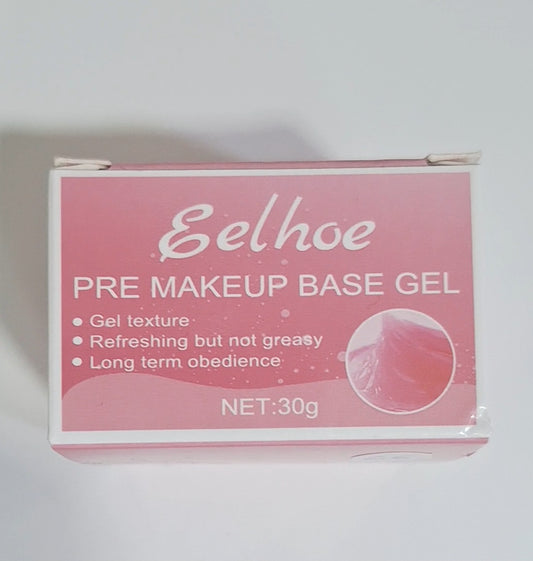 Eelhoe
PRE MAKEUP BASE GEL
• Gel texture
• Refreshing but not greasy
• Long term obedience
NET:30g